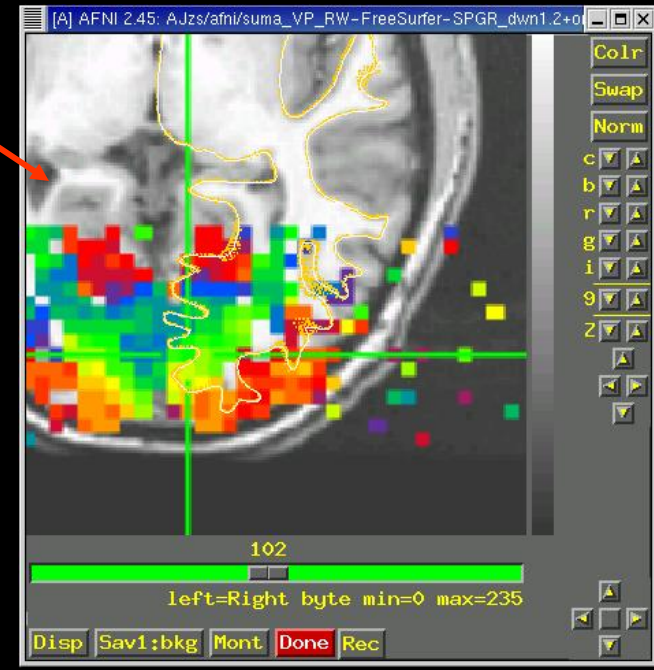 [A] AFNI 2.45: AJzs/afni/suma_VP_RW-FreeSurfer-SPGR_dwn1.2+o
Colr
Swap
Norm
c
b
r
g
i
9
Z
102
left=Right byte min=0 max=235
Disp Sav1:bkg Mont Done Rec